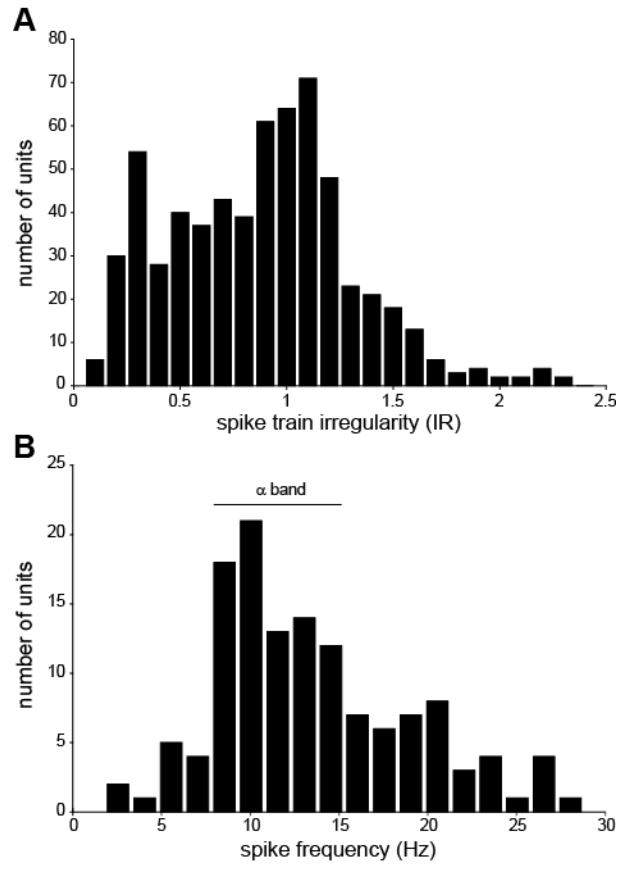 A
80
70
60
50
40
30
20
10
0
number of units
0 0.5 1 1.5 2 2.5
spike train irregularity (IR)
B
25
20
15
10
5
0
number of units
α band
0 5 10 15 20 25 30
spike frequency (Hz)